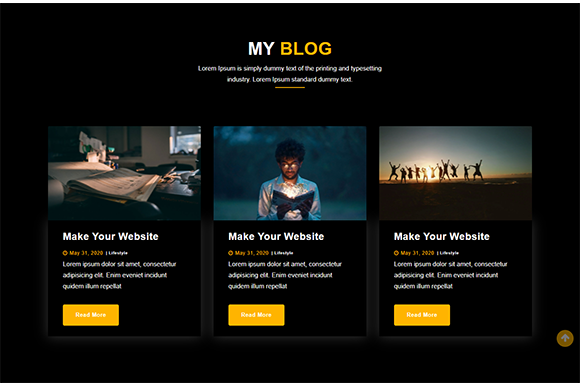 MY BLOG
Lorem Ipsum is simply dummy text of the printing and typesetting
industry. Lorem Ipsum standard dummy text.
Make Your Website
May 31, 2020 | Lifestyle
Lorem ipsum dolor sit amet, consectetur
adipisicing elit. Enim eveniet incidunt
quidem illum repellat
Read More
Make Your Website
May 31, 2020 | Lifestyle
Lorem ipsum dolor sit amet, consectetur
adipisicing elit. Enim eveniet incidunt
quidem illum repellat
Read More
Make Your Website
May 31, 2020 | Lifestyle
Lorem ipsum dolor sit amet, consectetur
adipisicing elit. Enim eveniet incidunt
quidem illum repellat
Read More